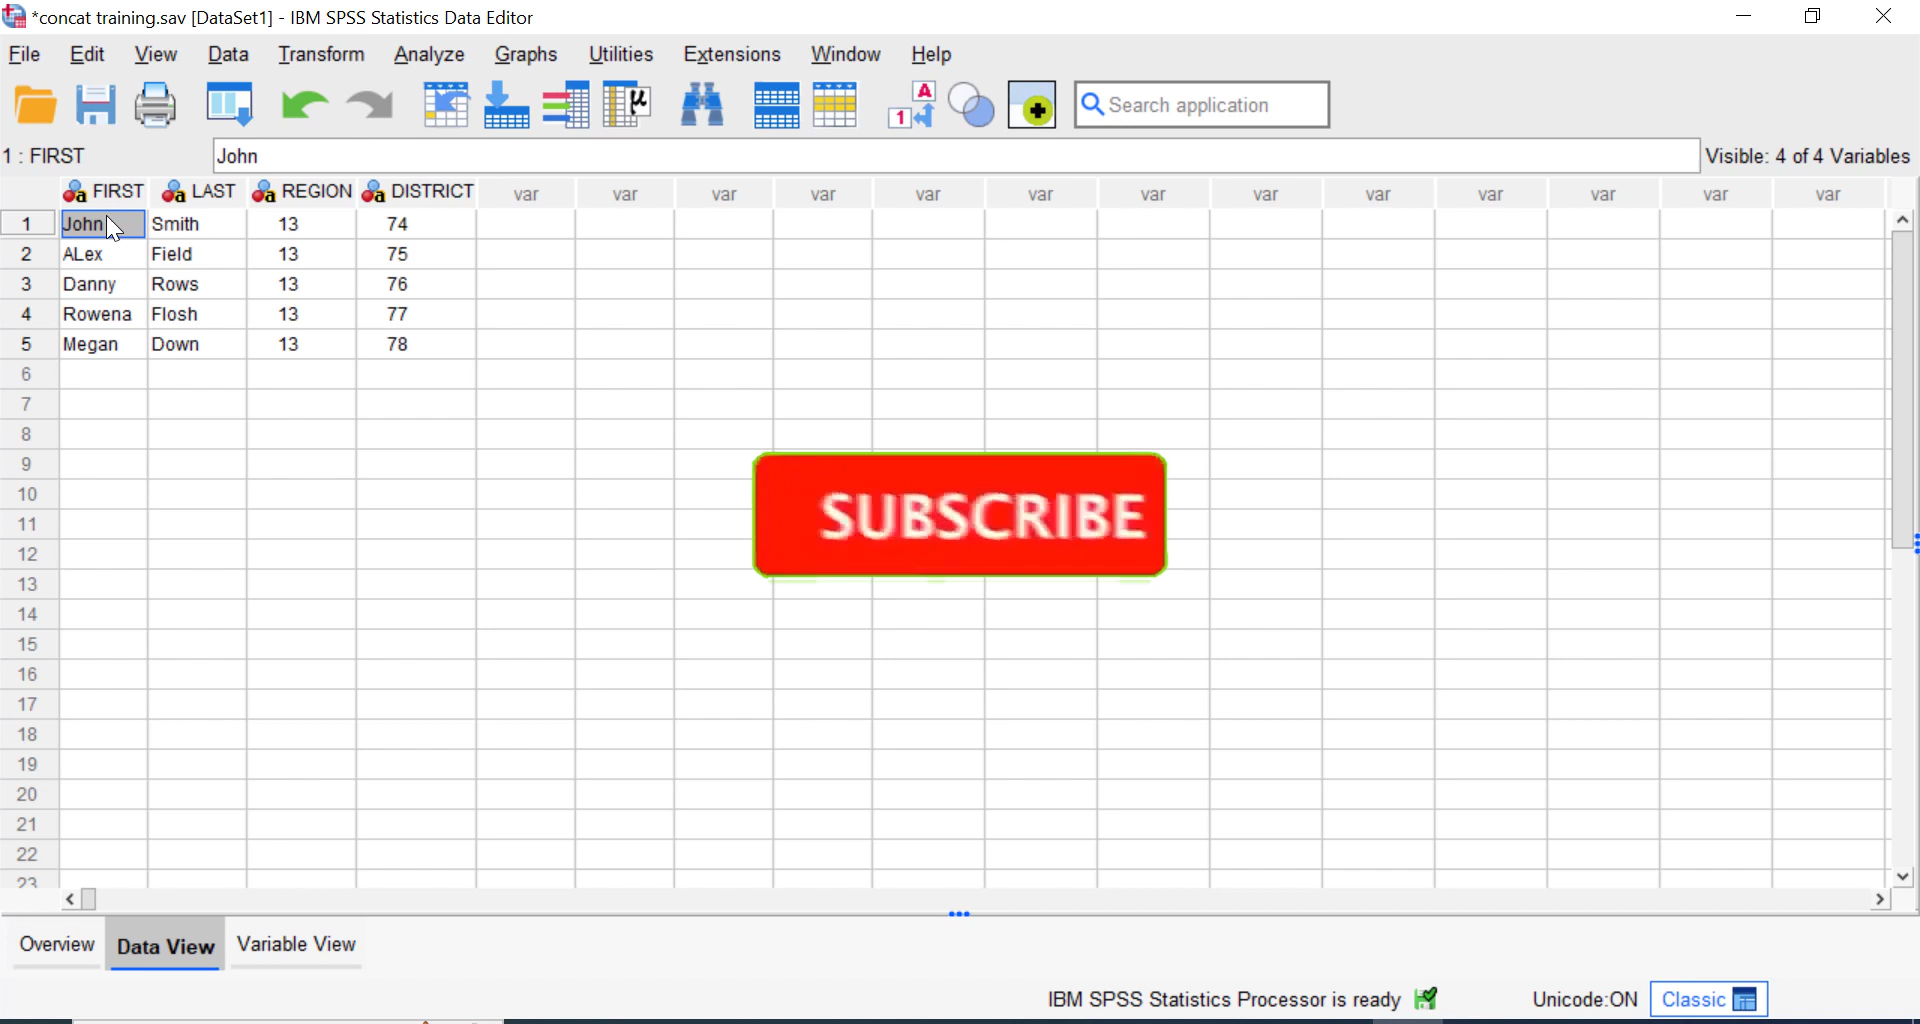 *concat training.sav [DataSet1] - IBM SPSS Statistics Data Editor
File Edit View Data Transform Analyze Graphs Utilities Extensions Window Help
Search application
1 : FIRST John Visible: 4 of 4 Variables
FIRST LAST REGION DISTRICT var var var var var var var var var var var var var
1 John Smith 13 74
2 ALex Field 13 75
3 Danny Rows 13 76
4 Rowena Flosh 13 77
5 Megan Down 13 78
6
7
8
9
10
11
12
13
14
15
16
17
18
19
20
21
22
23
SUBSCRIBE
Overview Data View Variable View
IBM SPSS Statistics Processor is ready Unicode:ON Classic